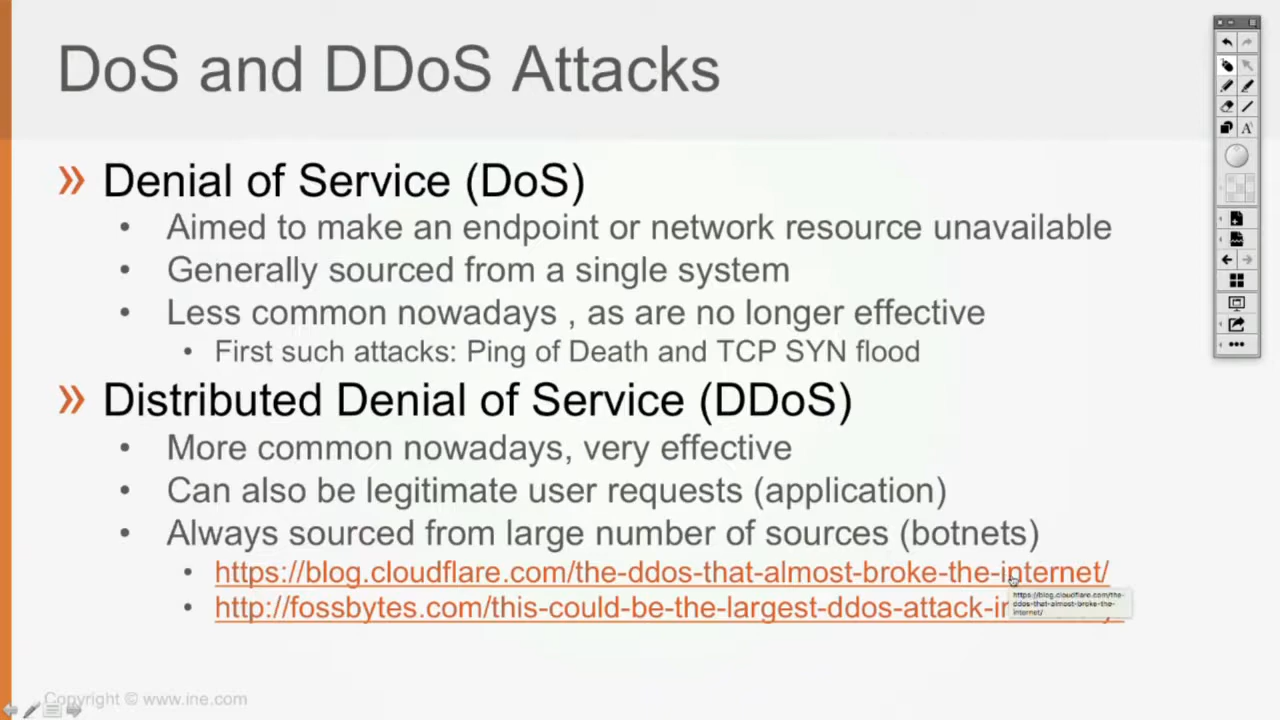 DoS and DDoS Attacks
» Denial of Service (DoS)
• Aimed to make an endpoint or network resource unavailable
• Generally sourced from a single system
• Less common nowadays , as are no longer effective
• First such attacks: Ping of Death and TCP SYN flood
» Distributed Denial of Service (DDoS)
• More common nowadays, very effective
• Can also be legitimate user requests (application)
• Always sourced from large number of sources (botnets)
• https://blog.cloudflare.com/the-ddos-that-almost-broke-the-internet/
• http://fossbytes.com/this-could-be-the-largest-ddos-attack-in
https://blog.cloudflare.com/the-
ddos-that-almost-broke-the-
internet/
Copyright © www.ine.com